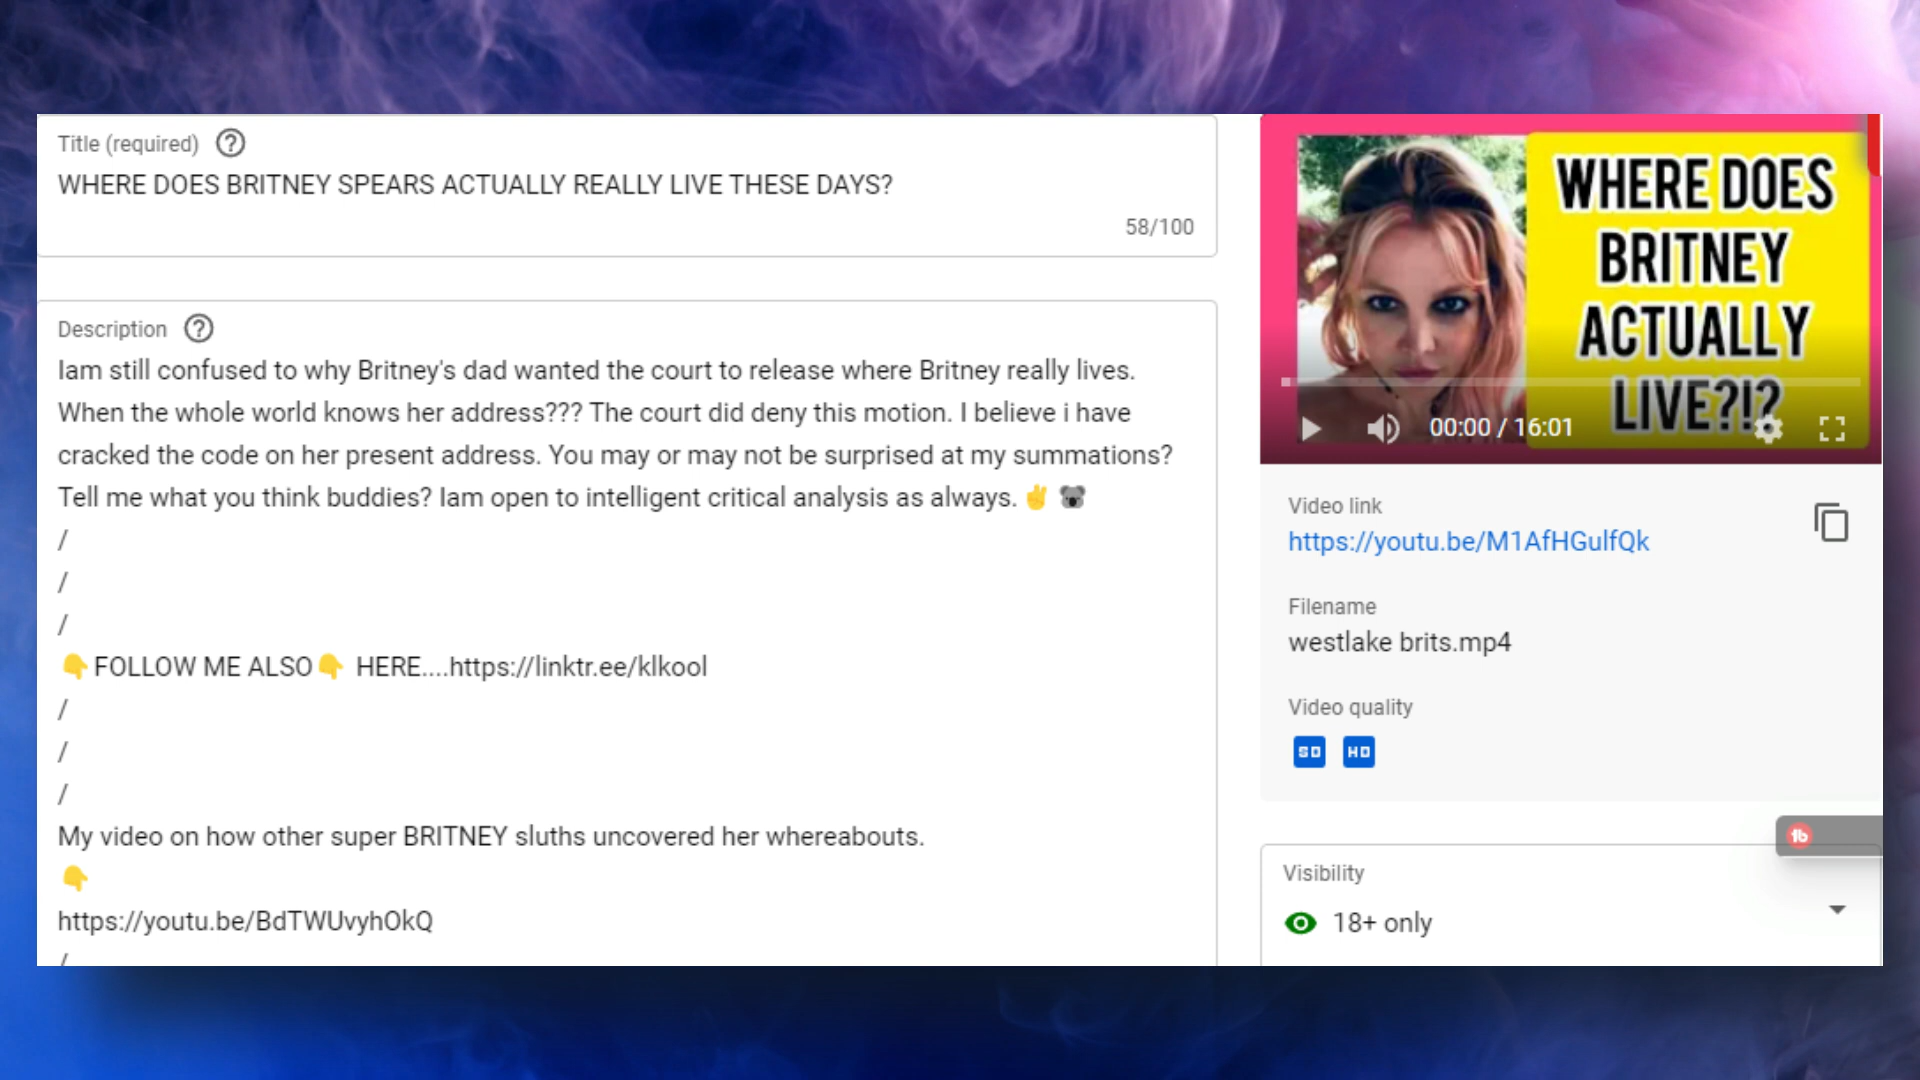 Title (required)
WHERE DOES BRITNEY SPEARS ACTUALLY REALLY LIVE THESE DAYS?
58/100
Description
Iam still confused to why Britney's dad wanted the court to release where Britney really lives.
When the whole world knows her address??? The court did deny this motion. I believe i have
cracked the code on her present address. You may or may not be surprised at my summations?
Tell me what you think buddies? Iam open to intelligent critical analysis as always. ✌️ 🐨
/
/
/
👇FOLLOW ME ALSO👇 HERE....https://linktr.ee/klkool
/
/
/
My video on how other super BRITNEY sluths uncovered her whereabouts.
👇
https://youtu.be/BdTWUvyhOkQ
/
WHERE DOES
BRITNEY
ACTUALLY
LIVE?!?
00:00 / 16:01
Video link
https://youtu.be/M1AfHGulfQk
Filename
westlake brits.mp4
Video quality
SD HD
tb
Visibility
18+ only